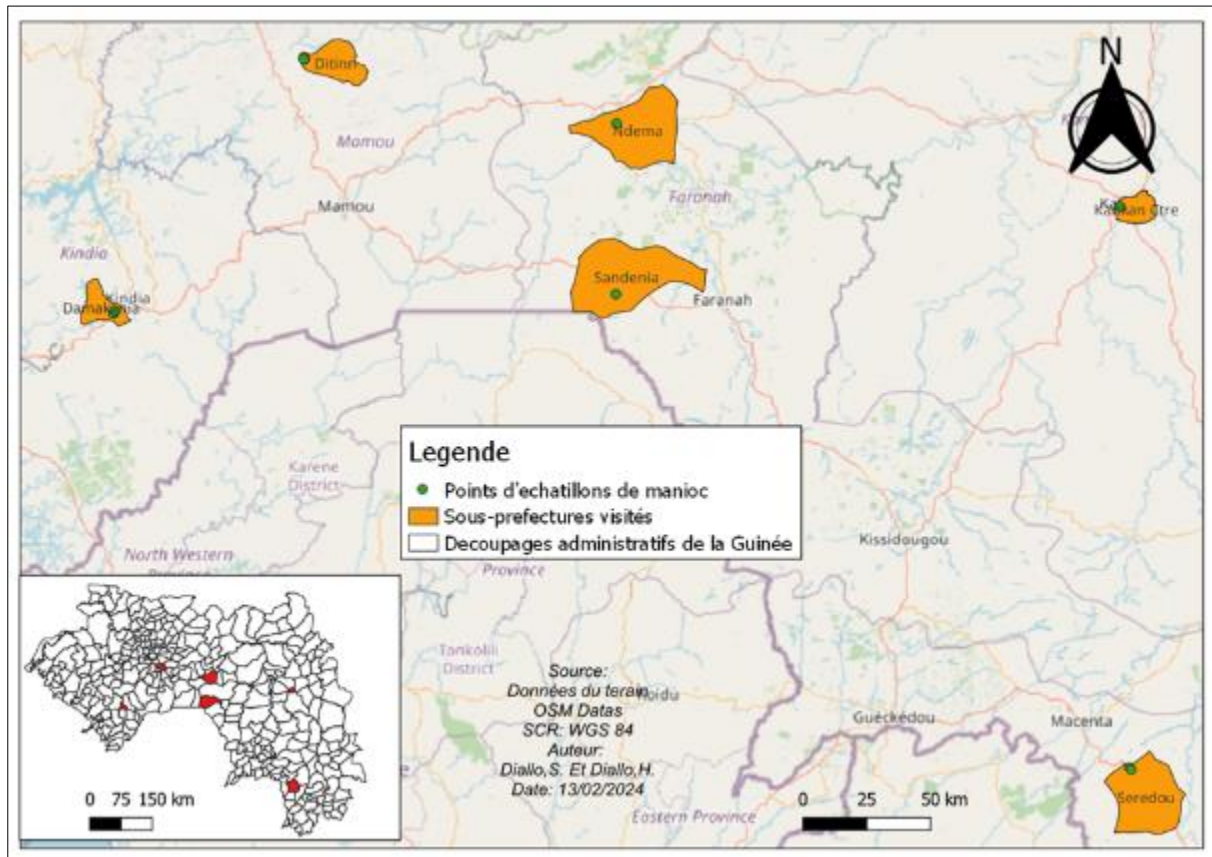 N
Ditinn
Ndema
Mamou
Faranah
Mamou
Kankan Ctre
Kindia
Sandenia
Faranah
Kindia
Damakania
Legende
Points d'echatillons de manioc
Sous-prefectures visités
Decoupages administratifs de la Guinée
Karene
District
North Western
Province
Kissidougou
Tonkolili
District
Source:
Données du terain
OSM Datas
SCR: WGS 84
Auteur:
Diallo,S. Et Diallo,H.
Date: 13/02/2024
Guéckédou
Macenta
Seredou
0 75 150 km
0 25 50 km
Eastern Province